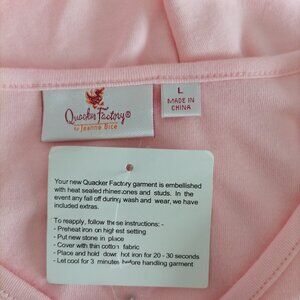 Quacker Factory®
by Jeanne Bice
L
MADE IN
CHINA
Your new Quacker Factory garment is embellished
with heat sealed rhinestones and studs. In the
event any fall off during wash and wear, we have
included extras.
To reapply, follow these instructions:-
- Preheat iron on highest setting
- Put new stone in place
- Cover with thin cotton fabric
- Place and hold down hot iron for 20 - 30 seconds
- Let cool for 3 minutes before handling garment